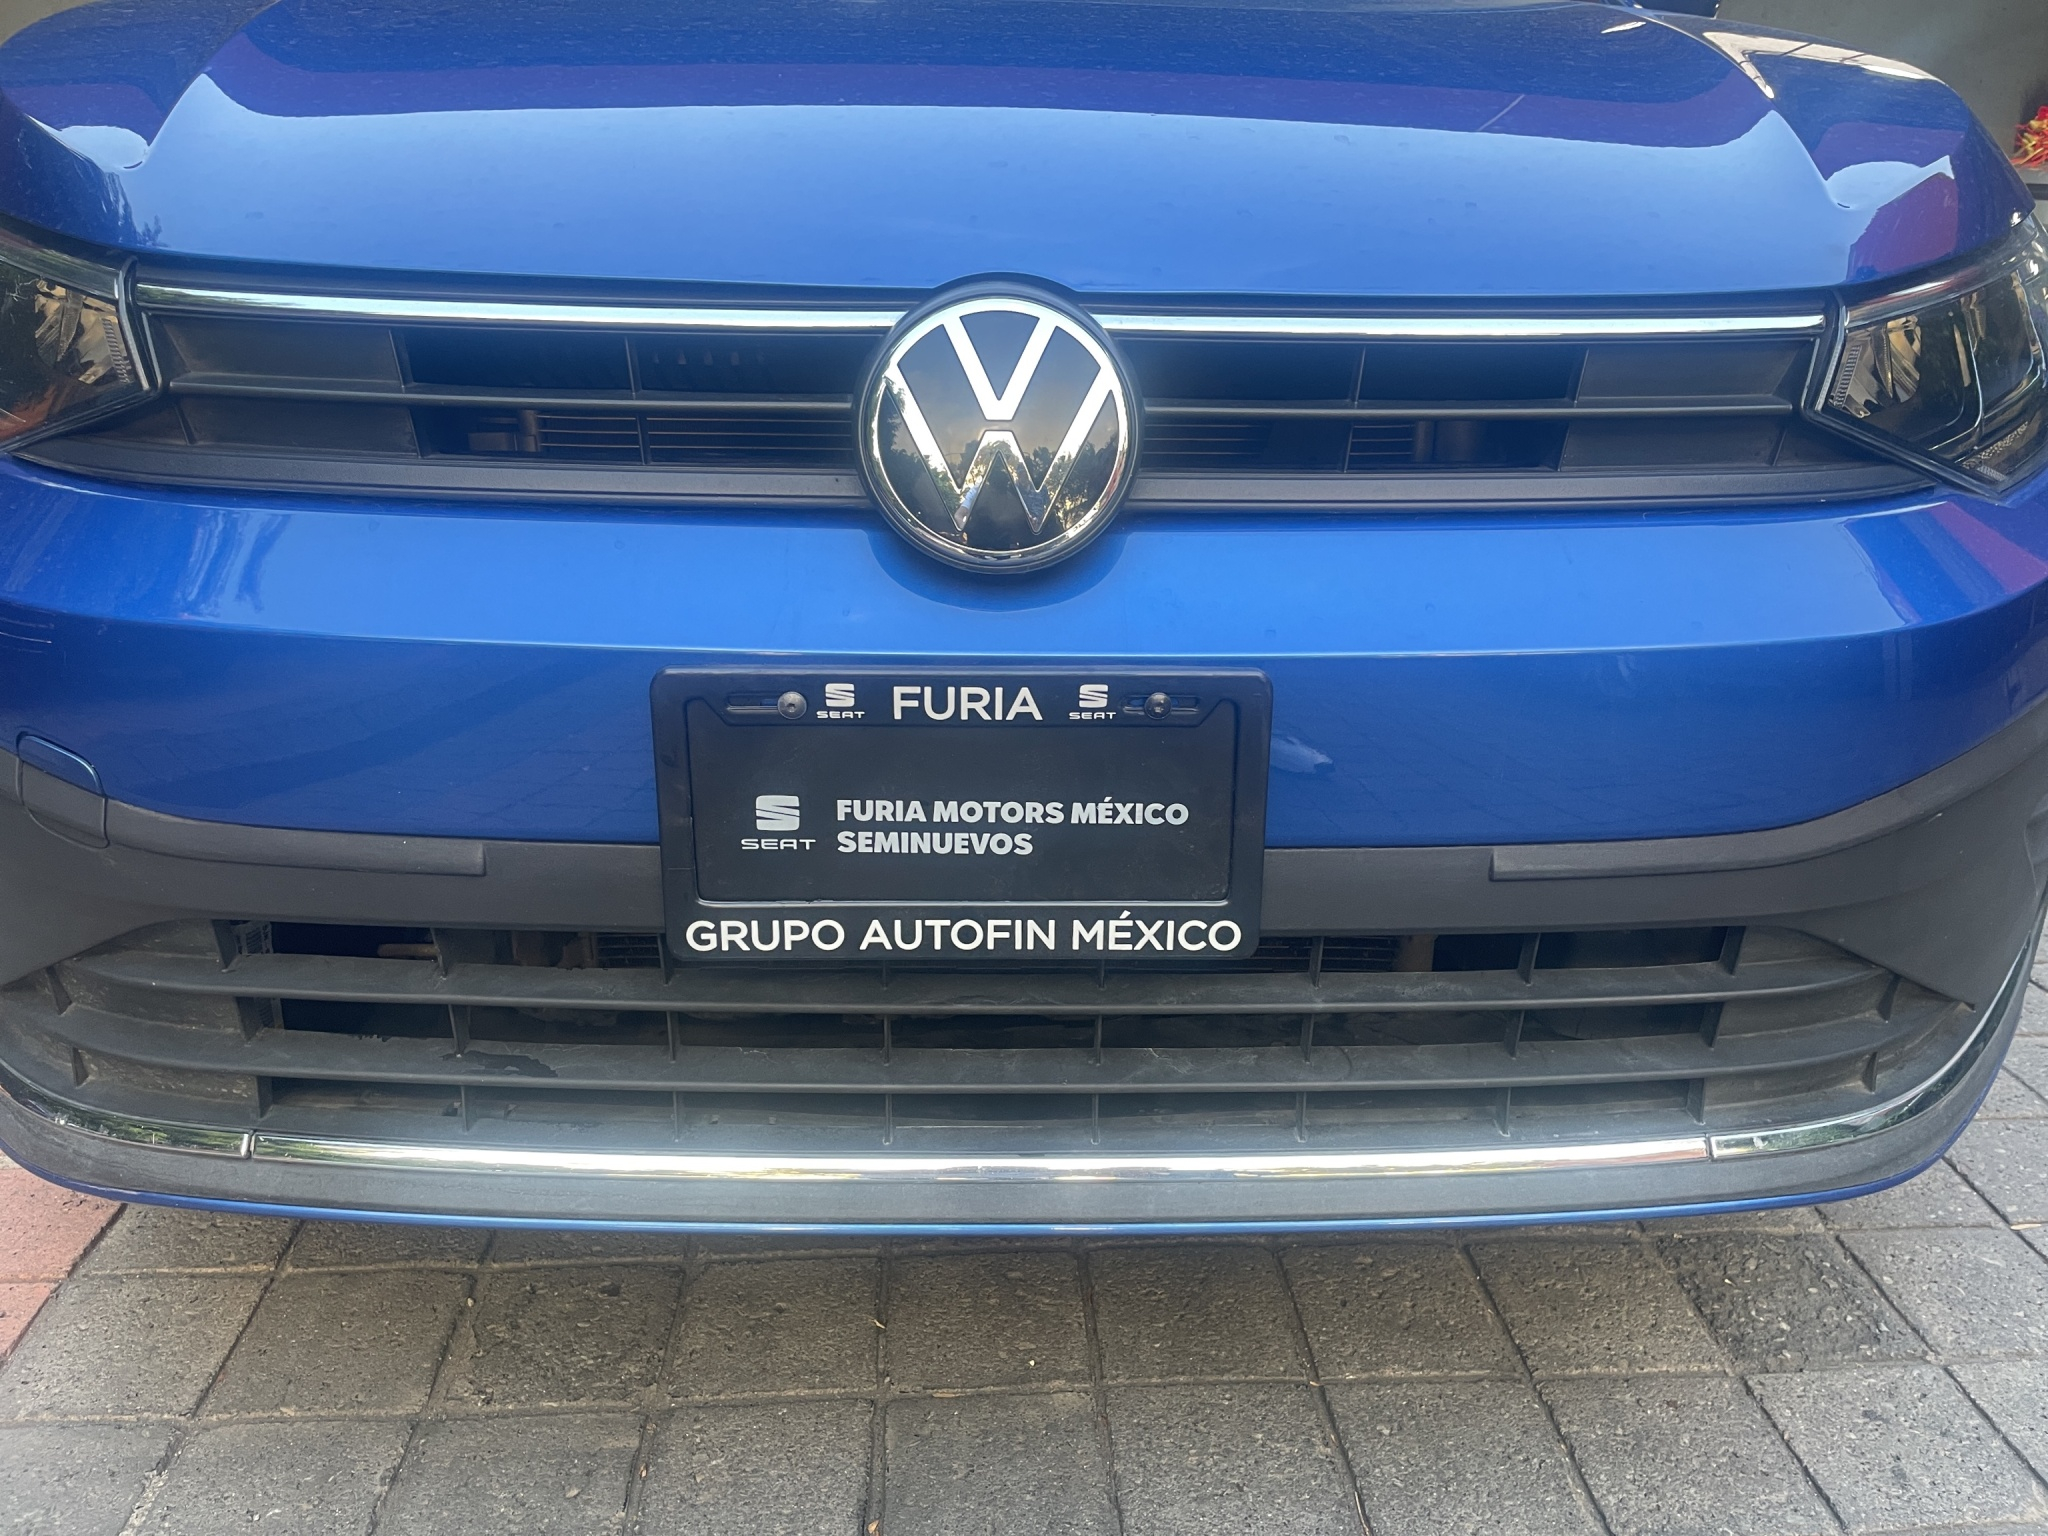 SEAT FURIA SEAT
FURIA MOTORS MÉXICO
SEAT SEMINUEVOS
GRUPO AUTOFIN MÉXICO